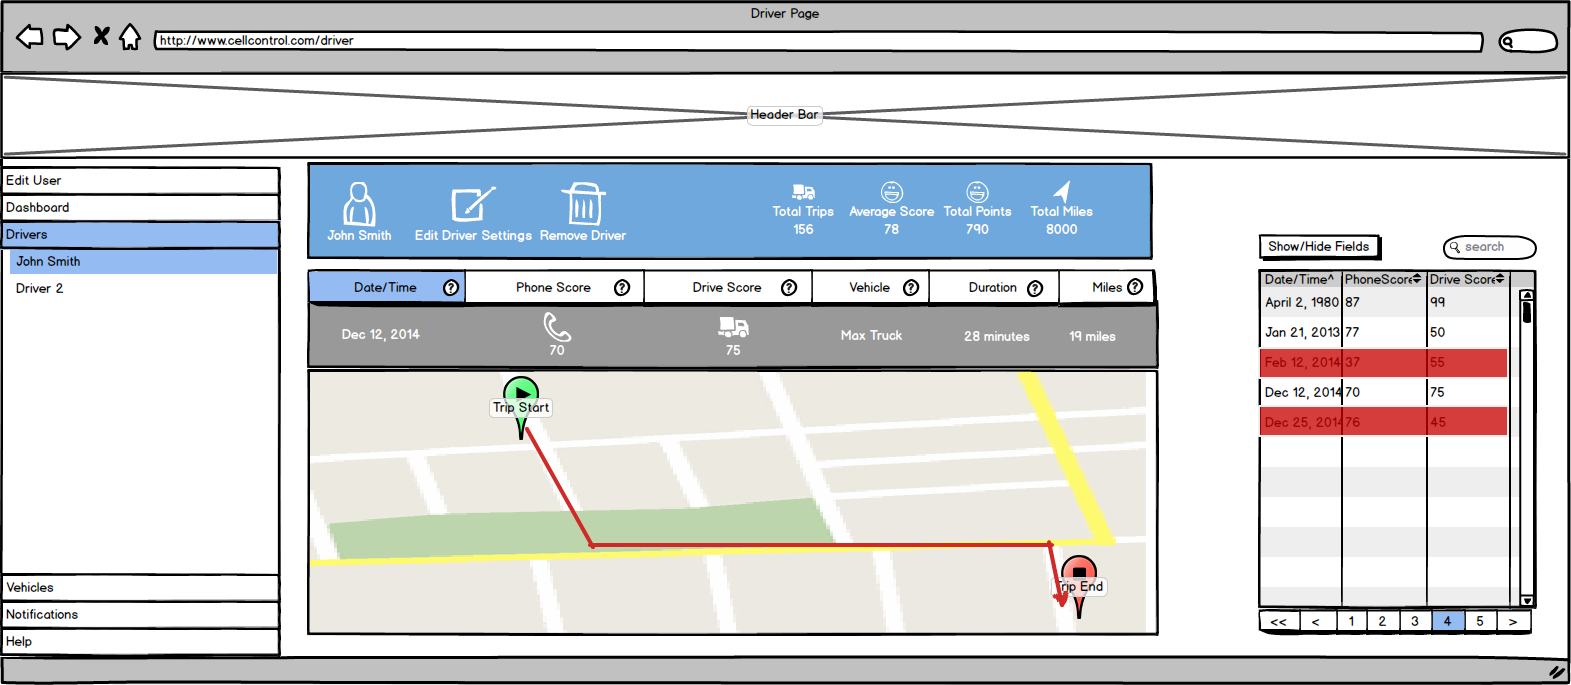 Driver Page
http://www.cellcontrol.com/driver
Header Bar
Edit User
Dashboard
Drivers
John Smith
Driver 2
Vehicles
Notifications
Help
John Smith
Edit Driver Settings
Remove Driver
Total Trips
156
Average Score
78
Total Points
790
Total Miles
8000
Date/Time ?
Phone Score ?
Drive Score ?
Vehicle ?
Duration ?
Miles ?
Dec 12, 2014
70
75
Max Truck
28 minutes
19 miles
Trip Start
Trip End
Show/Hide Fields
search
Date/Time^ PhoneScore Drive Score
April 2, 1980 87 99
Jan 21, 2013 77 50
Feb 12, 2014 37 55
Dec 12, 2014 70 75
Dec 25, 2014 76 45
<< < 1 2 3 4 5 >